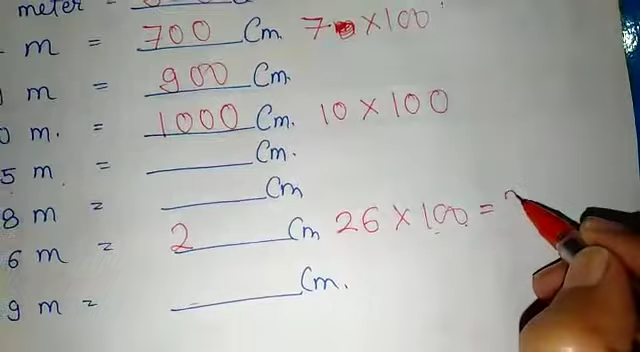 meter =
m = 700 Cm. 7 × 100
m = 900 Cm.
0 m. = 1000 Cm. 10 × 100
5 m = Cm.
8 m = Cm
6 m = 2 Cm 26 × 100 =
9 m = Cm.